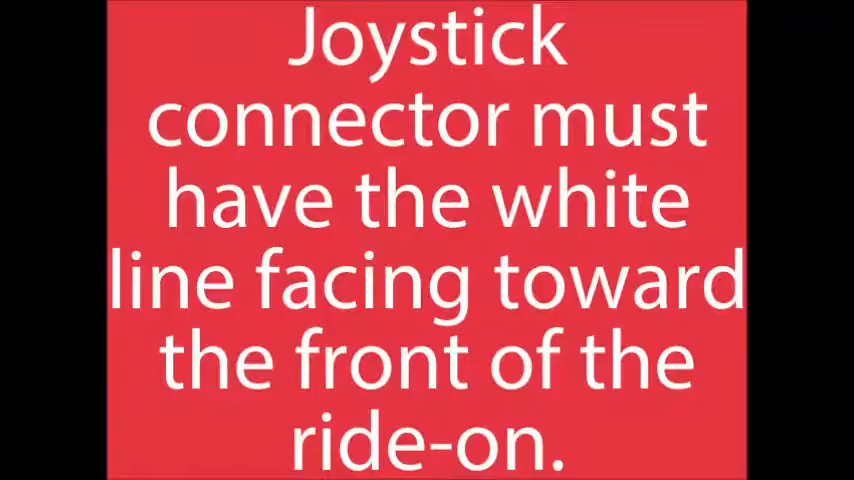 Joystick
connector must
have the white
line facing toward
the front of the
ride-on.